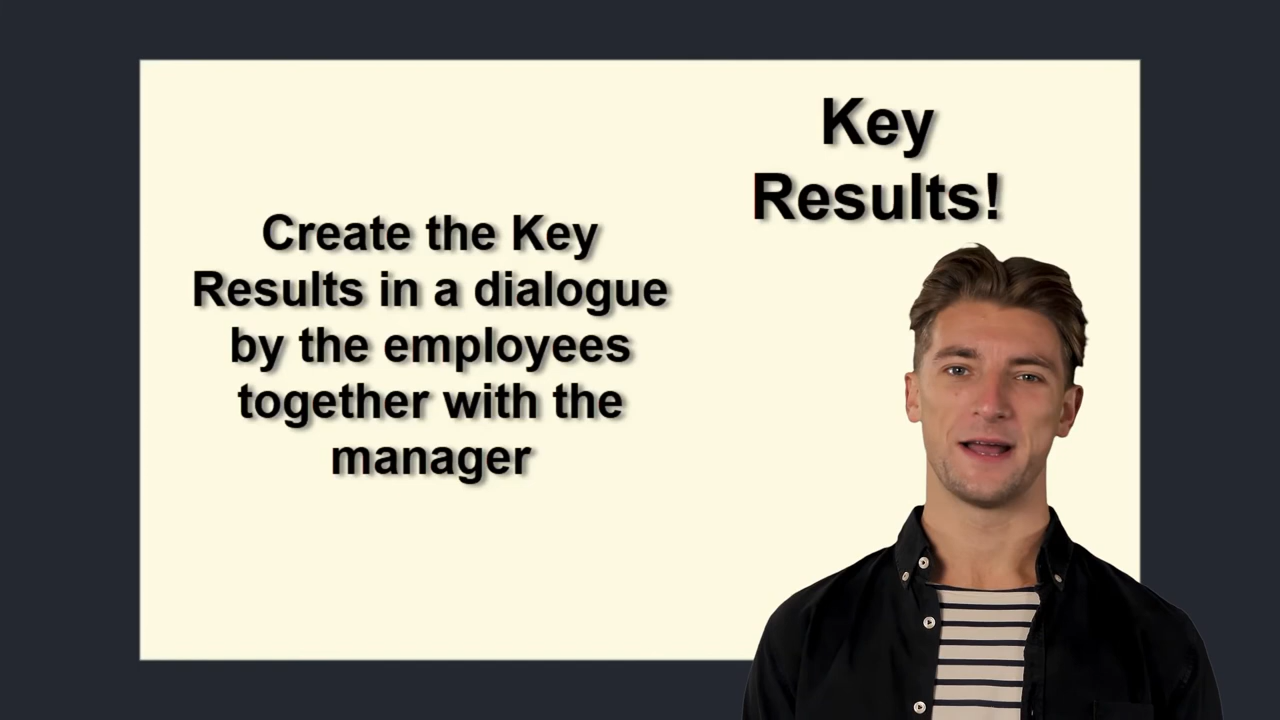 Key
Results!
Create the Key
Results in a dialogue
by the employees
together with the
manager